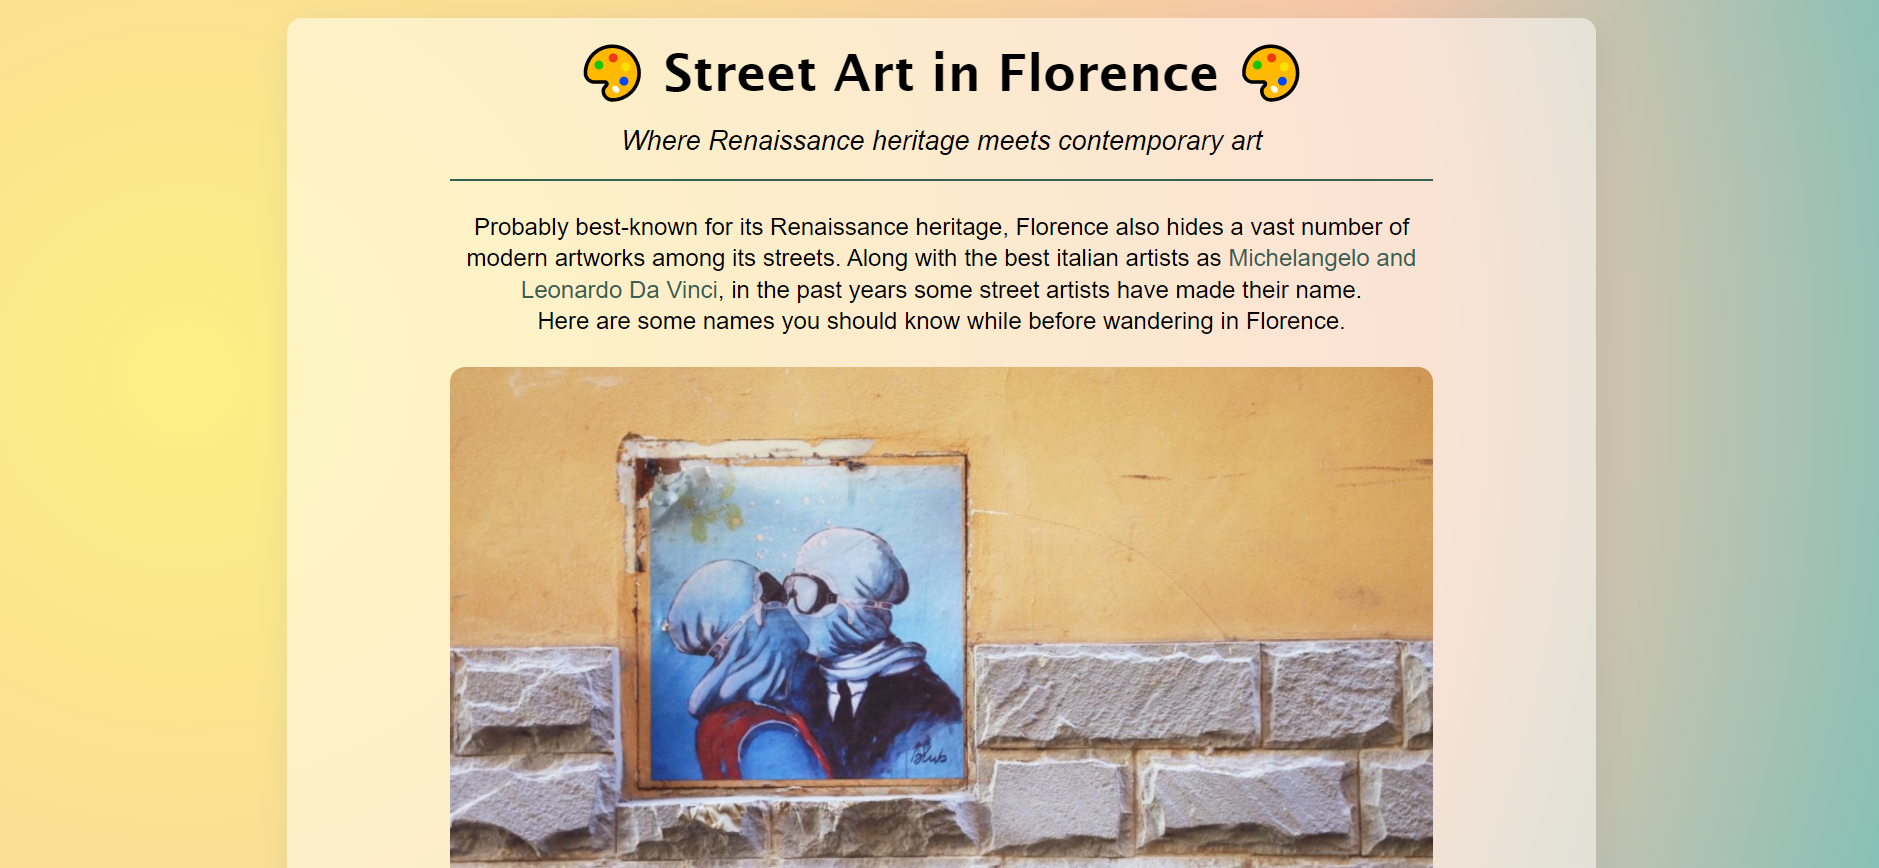 Street Art in Florence
Where Renaissance heritage meets contemporary art
Probably best-known for its Renaissance heritage, Florence also hides a vast number of
modern artworks among its streets. Along with the best italian artists as Michelangelo and
Leonardo Da Vinci, in the past years some street artists have made their name.
Here are some names you should know while before wandering in Florence.
Blub